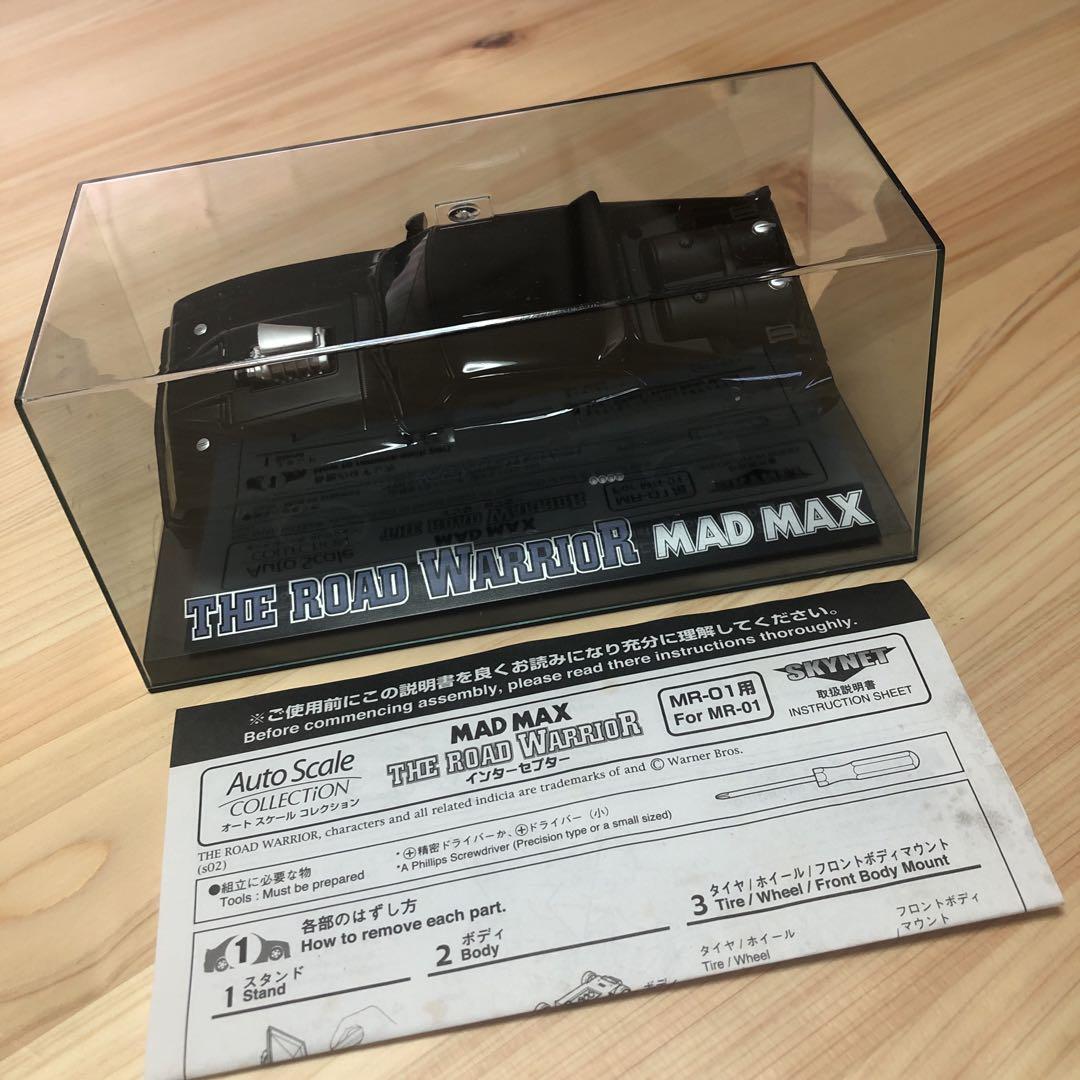 THE ROAD WARRIOR MAD MAX
※ご使用前にこの説明書を良くお読みになり充分に理解してください。
Before commencing assembly, please read there instructions thoroughly.
Auto Scale
COLLECTiON
オート スケール コレクション
MAD MAX
THE ROAD WARRIOR
インターセプター
MR-01用
For MR-01
SKYNET
取扱説明書
INSTRUCTION SHEET
THE ROAD WARRIOR, characters and all related indicia are trademarks of and © Warner Bros.
(s02)
●組立に必要な物
Tools : Must be prepared
*⊕精密ドライバーか、⊕ドライバー（小）
*A Phillips Screwdriver (Precision type or a small sized)
1
各部のはずし方
How to remove each part.
1 スタンド
Stand
2 ボディ
Body
3 タイヤ/ホイール/フロントボディマウント
Tire / Wheel / Front Body Mount
タイヤ/ホイール
Tire / Wheel
フロントボディ
マウント